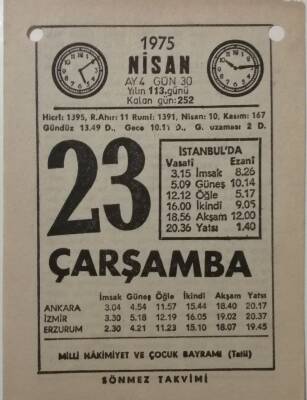 1975
NİSAN
AY 4 GÜN 30
Yılın 113.günü
Kalan gün:252
Hicri: 1395, R.Ahır: 11 Rumi: 1391, Nisan: 10, Kasım: 167
Gündüz 13.49 D., Gece 10.11 D., G. uzaması 2 D.
23
İSTANBUL'DA
Vasatî Ezanî
3.15 İmsak 8.26
5.09 Güneş 10.14
12.12 Öğle 5.17
16.00 İkindi 9.05
18.56 Akşam 12.00
20.36 Yatsı 1.40
ÇARŞAMBA
İmsak Güneş Öğle İkindi Akşam Yatsı
ANKARA 3.04 4.54 11.57 15.44 18.40 20.17
İZMİR 3.30 5.18 12.19 16.05 19.02 20.37
ERZURUM 2.30 4.21 11.23 15.10 18.07 19.45
MİLLİ HÂKİMİYET VE ÇOCUK BAYRAMI (Tatil)
SÖNMEZ TAKVİMİ